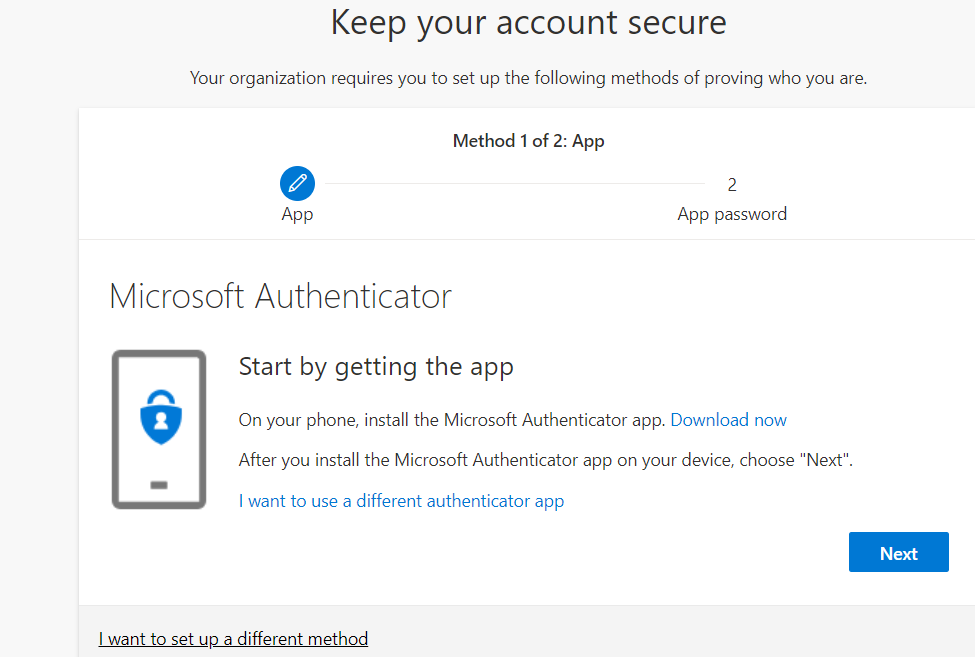 Keep your account secure
Your organization requires you to set up the following methods of proving who you are.
Method 1 of 2: App
App
2
App password
Microsoft Authenticator
Start by getting the app
On your phone, install the Microsoft Authenticator app. Download now
After you install the Microsoft Authenticator app on your device, choose "Next".
I want to use a different authenticator app
Next
I want to set up a different method